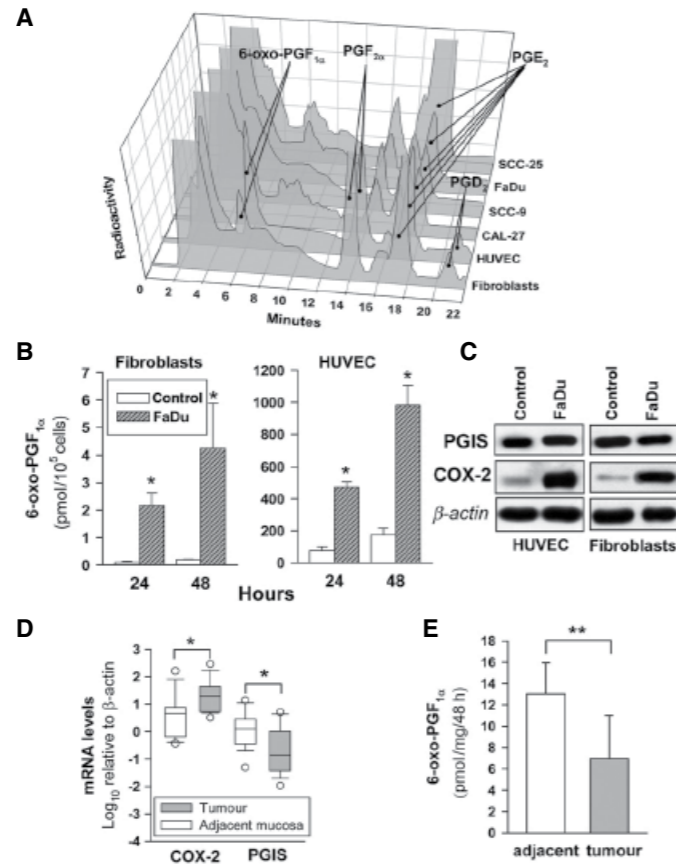 A
6-oxo-PGF1α
PGF2α
PGE2
PGD2
SCC-25
FaDu
SCC-9
CAL-27
HUVEC
Fibroblasts
Radioactivity
0 2 4 6 8 10 12 14 16 18 20 22
Minutes
B
Fibroblasts
HUVEC
Control
FaDu
6-oxo-PGF1α
(pmol/10^5 cells)
7
6
5
4
3
2
1
0
*
*
1200
1000
800
600
400
200
0
*
*
24 48
24 48
Hours
C
Control FaDu Control FaDu
PGIS
COX-2
β-actin
HUVEC Fibroblasts
D
mRNA levels
Log10 relative to β-actin
3
2
1
0
-1
-2
-3
-4
*
*
Tumour
Adjacent mucosa
COX-2 PGIS
E
6-oxo-PGF1α
(pmol/mg/48 h)
18
16
14
12
10
8
6
4
2
0
**
adjacent tumour